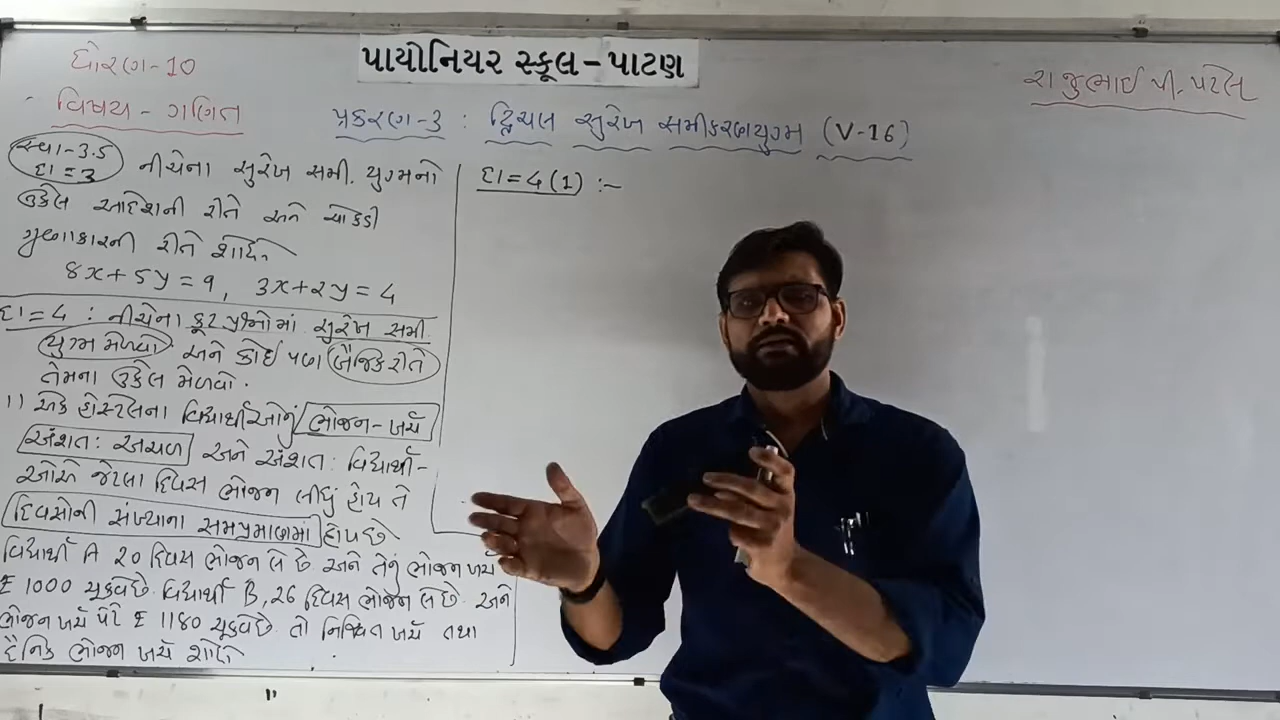 પાયોનિયર સ્કૂલ - પાટણ
ધોરણ-10
રાજુભાઈ પી. પટેલ
વિષય - ગણિત
પ્રકરણ-૩ : દ્વિચલ સુરેખ સમીકરણયુગ્મ (V-16)
સ્વા-3.5
દા=3 નીચેના સુરેખ સમી. યુગ્મનો
ઉકેલ આદેશની રીતે અને ચોકડી
ગુણાકારની રીતે શોધો.
8x+5y=9, 3x+2y=4
દા=4 : નીચેના કૂટ પ્રશ્નોમાં સુરેખ સમી.
યુગ્મ મેળવો અને કોઈ પણ બૈજિક રીતે
તેમના ઉકેલ મેળવો.
1) એક હોસ્ટેલના વિદ્યાર્થીઓનું ભોજન-ખર્ચ
અંશત: અચળ અને અંશત: વિદ્યાર્થી-
ઓએ જેટલા દિવસ ભોજન લીધું હોય તે
દિવસોની સંખ્યાના સમપ્રમાણમાં હોય છે
વિદ્યાર્થી A 20 દિવસ ભોજન લે છે. અને તેનું ભોજન ખર્ચ
₹ 1000 ચૂકવે છે. વિદ્યાર્થી B, 26 દિવસ ભોજન લે છે. અને
ભોજન ખર્ચ પેટે ₹ 1180 ચૂકવે છે. તો નિશ્ચિત ખર્ચ તથા
દૈનિક ભોજન ખર્ચ શોધો
દા=4(1) :-